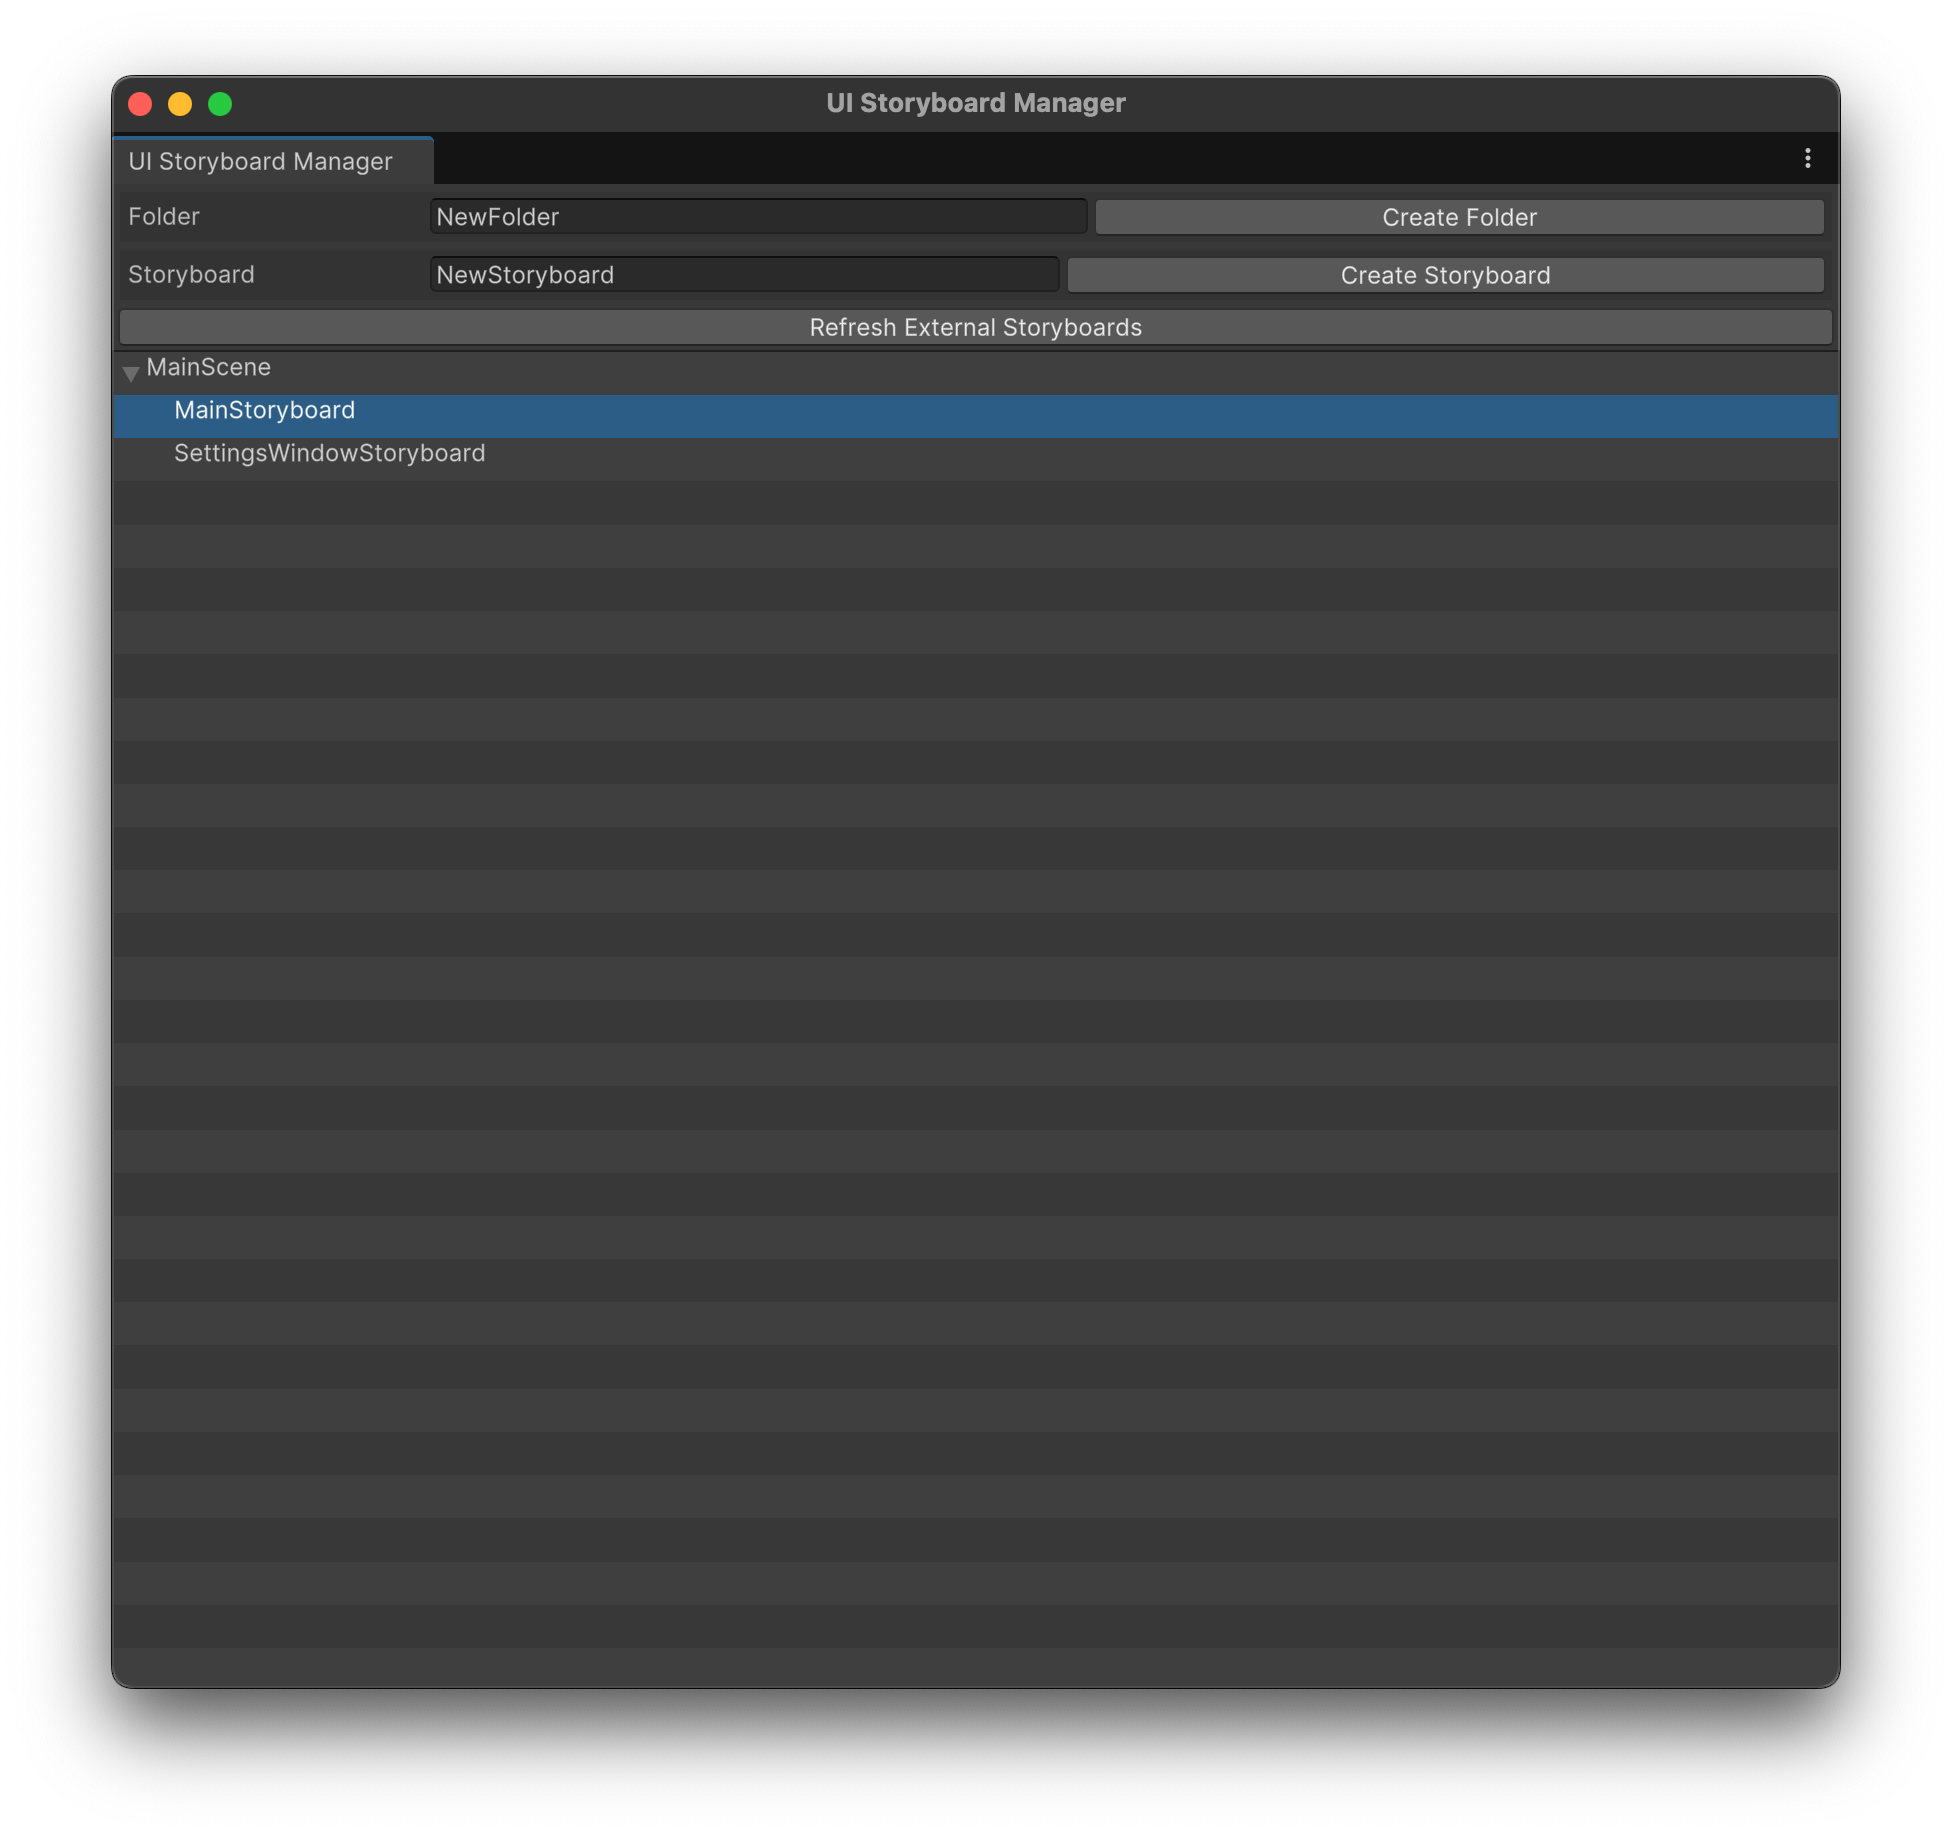 UI Storyboard Manager
UI Storyboard Manager
Folder NewFolder Create Folder
Storyboard NewStoryboard Create Storyboard
Refresh External Storyboards
MainScene
MainStoryboard
SettingsWindowStoryboard